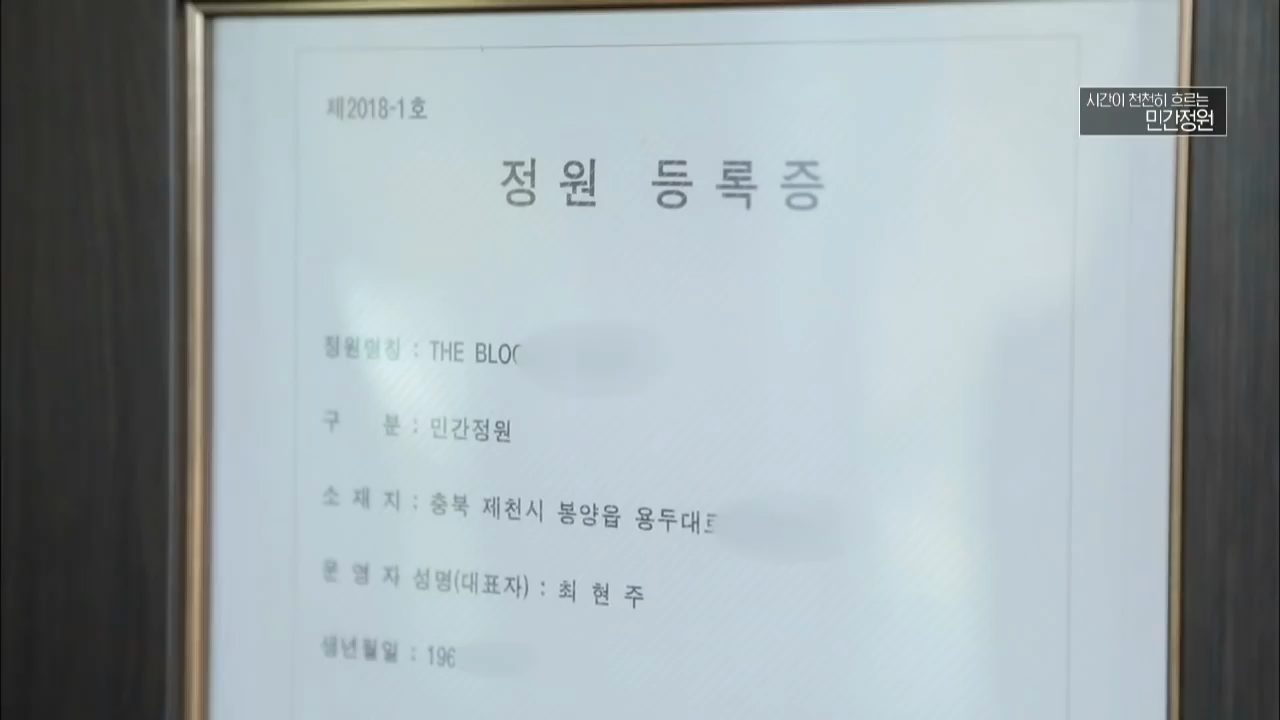 제2018-1호
시간이 천천히 흐르는
민간정원
정원 등록증
정원명칭 : THE BLO
구 분 : 민간정원
소 재 지 : 충북 제천시 봉양읍 용두대로
운 영 자 성명(대표자) : 최 현 주
생년월일 : 196